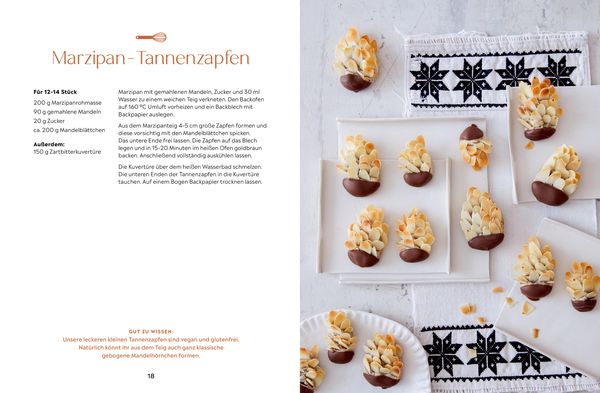 Marzipan-Tannenzapfen
Für 12-14 Stück
200 g Marzipanrohmasse
90 g gemahlene Mandeln
20 g Zucker
ca. 200 g Mandelblättchen
Außerdem:
150 g Zartbitterkuvertüre
Marzipan mit gemahlenen Mandeln, Zucker und 30 ml
Wasser zu einem weichen Teig verkneten. Den Backofen
auf 160 °C Umluft vorheizen und ein Backblech mit
Backpapier auslegen.
Aus dem Marzipanteig 4-5 cm große Zapfen formen und
diese vorsichtig mit den Mandelblättchen spicken.
Das untere Ende frei lassen. Die Zapfen auf das Blech
legen und in 15-20 Minuten im heißen Ofen goldbraun
backen. Anschließend vollständig auskühlen lassen.
Die Kuvertüre über dem heißen Wasserbad schmelzen.
Die unteren Enden der Tannenzapfen in die Kuvertüre
tauchen. Auf einem Bogen Backpapier trocknen lassen.
GUT ZU WISSEN:
Unsere leckeren kleinen Tannenzapfen sind vegan und glutenfrei.
Natürlich könnt ihr aus dem Teig auch ganz klassische
gebogene Mandelhörnchen formen.
18